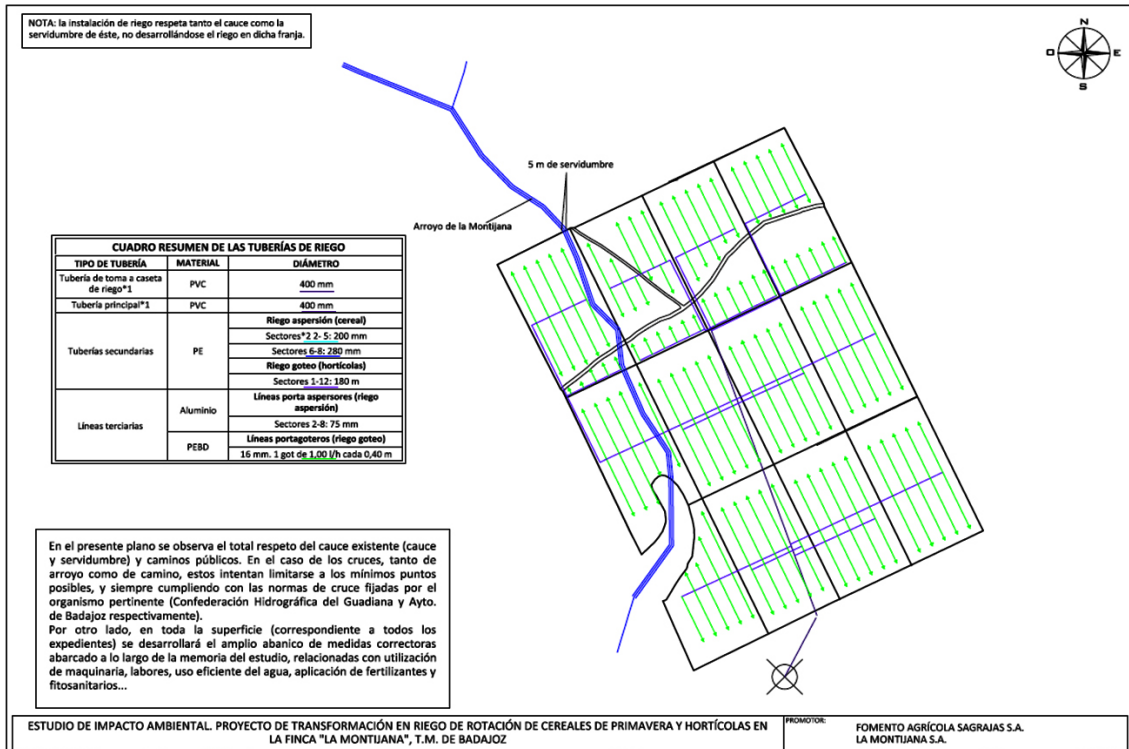 NOTA: la instalación de riego respeta tanto el cauce como la
servidumbre de éste, no desarrollándose el riego en dicha franja.
N
O
E
S
5 m de servidumbre
Arroyo de la Montijana
CUADRO RESUMEN DE LAS TUBERÍAS DE RIEGO
TIPO DE TUBERÍA MATERIAL DIÁMETRO
Tubería de toma a caseta
de riego*1 PVC 400 mm
Tubería principal*1 PVC 400 mm
Tuberías secundarias PE
Riego aspersión (cereal)
Sectores*2 2- 5: 200 mm
Sectores 6-8: 280 mm
Riego goteo (hortícolas)
Sectores 1-12: 180 m
Líneas terciarias
Aluminio
Líneas porta aspersores (riego
aspersión)
Sectores 2-8: 75 mm
PEBD
Líneas portagoteros (riego goteo)
16 mm. 1 got de 1,00 l/h cada 0,40 m
En el presente plano se observa el total respeto del cauce existente (cauce
y servidumbre) y caminos públicos. En el caso de los cruces, tanto de
arroyo como de camino, estos intentan limitarse a los mínimos puntos
posibles, y siempre cumpliendo con las normas de cruce fijadas por el
organismo pertinente (Confederación Hidrográfica del Guadiana y Ayto.
de Badajoz respectivamente).
Por otro lado, en toda la superficie (correspondiente a todos los
expedientes) se desarrollará el amplio abanico de medidas correctoras
abarcado a lo largo de la memoria del estudio, relacionadas con utilización
de maquinaria, labores, uso eficiente del agua, aplicación de fertilizantes y
fitosanitarios...
ESTUDIO DE IMPACTO AMBIENTAL. PROYECTO DE TRANSFORMACIÓN EN RIEGO DE ROTACIÓN DE CEREALES DE PRIMAVERA Y HORTÍCOLAS EN
LA FINCA "LA MONTIJANA", T.M. DE BADAJOZ
PROMOTOR:
FOMENTO AGRÍCOLA SAGRAJAS S.A.
LA MONTIJANA S.A.